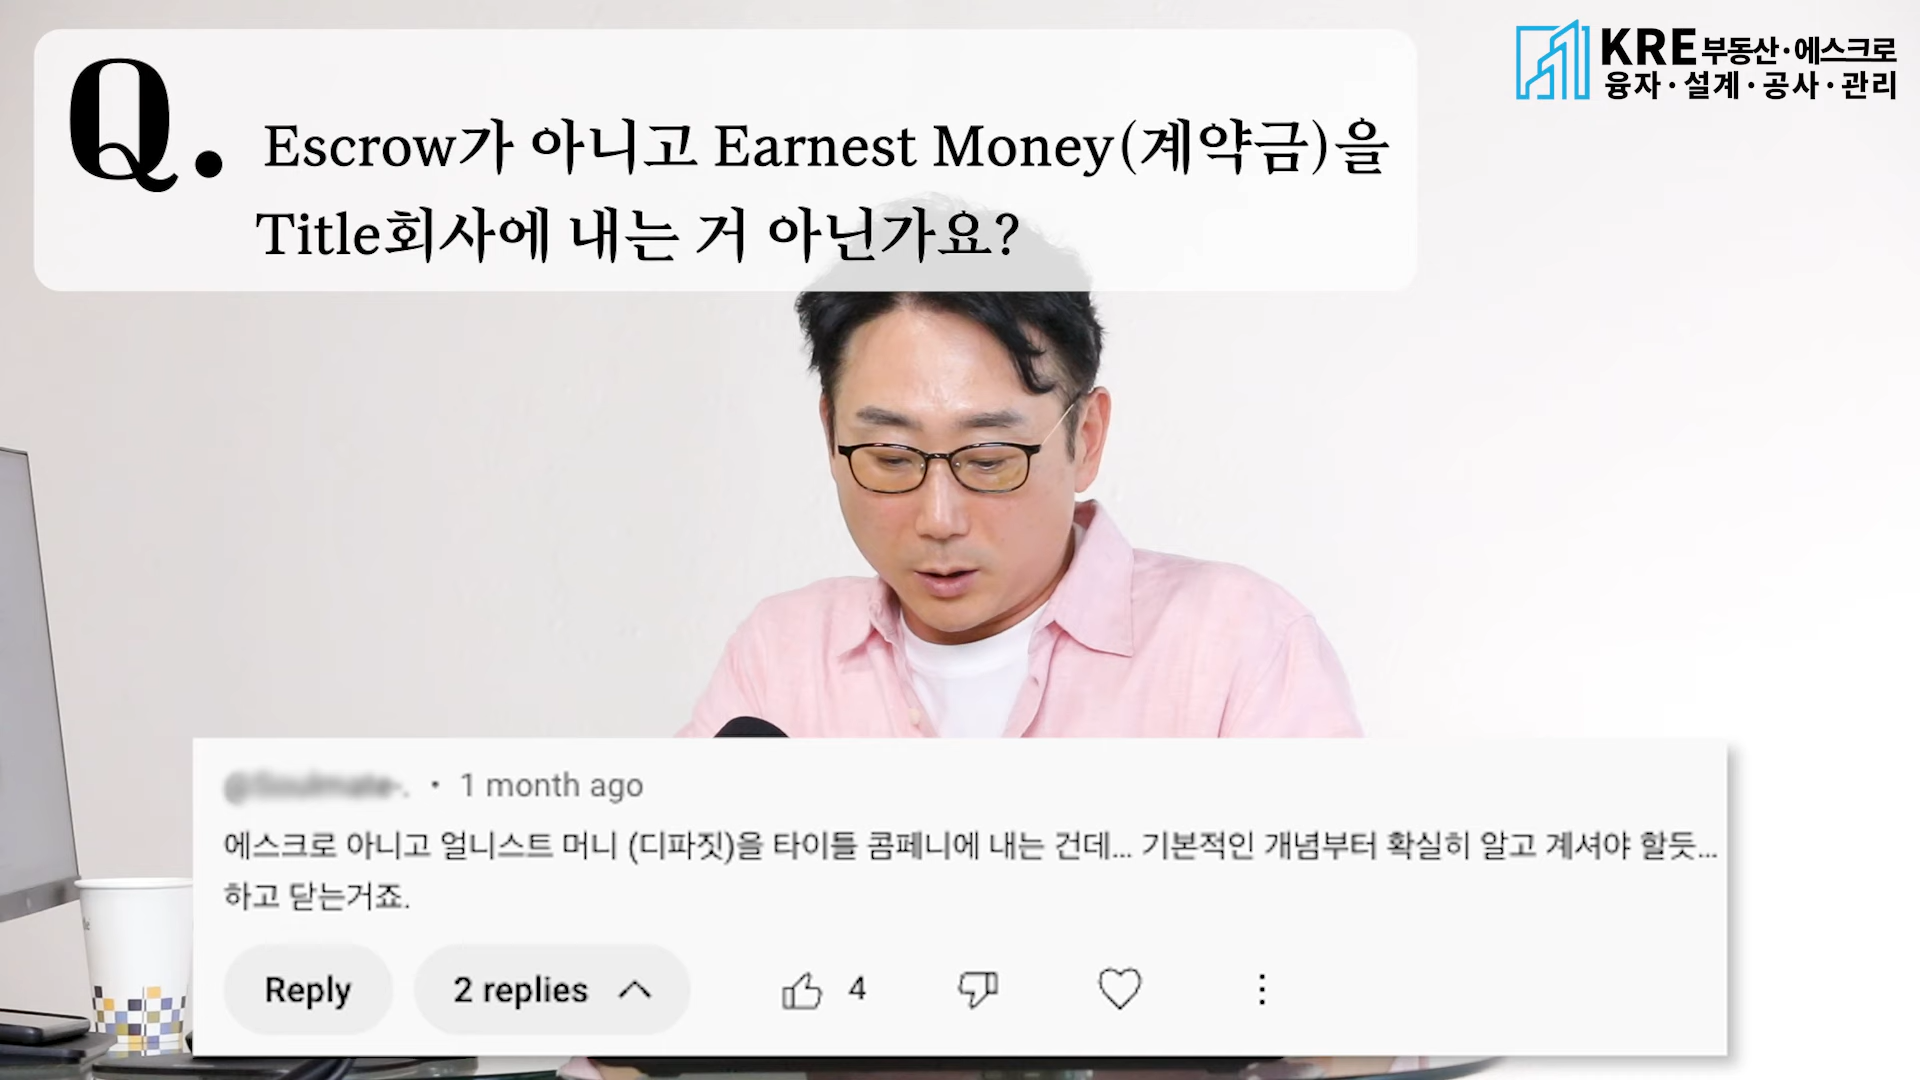 Q. Escrow가 아니고 Earnest Money(계약금)을
Title회사에 내는 거 아닌가요?
KRE 부동산·에스크로
융자·설계·공사·관리
• 1 month ago
에스크로 아니고 얼니스트 머니 (디파짓)을 타이틀 콤페니에 내는 건데... 기본적인 개념부터 확실히 알고 계셔야 할듯...
하고 닫는거죠.
Reply
2 replies
4